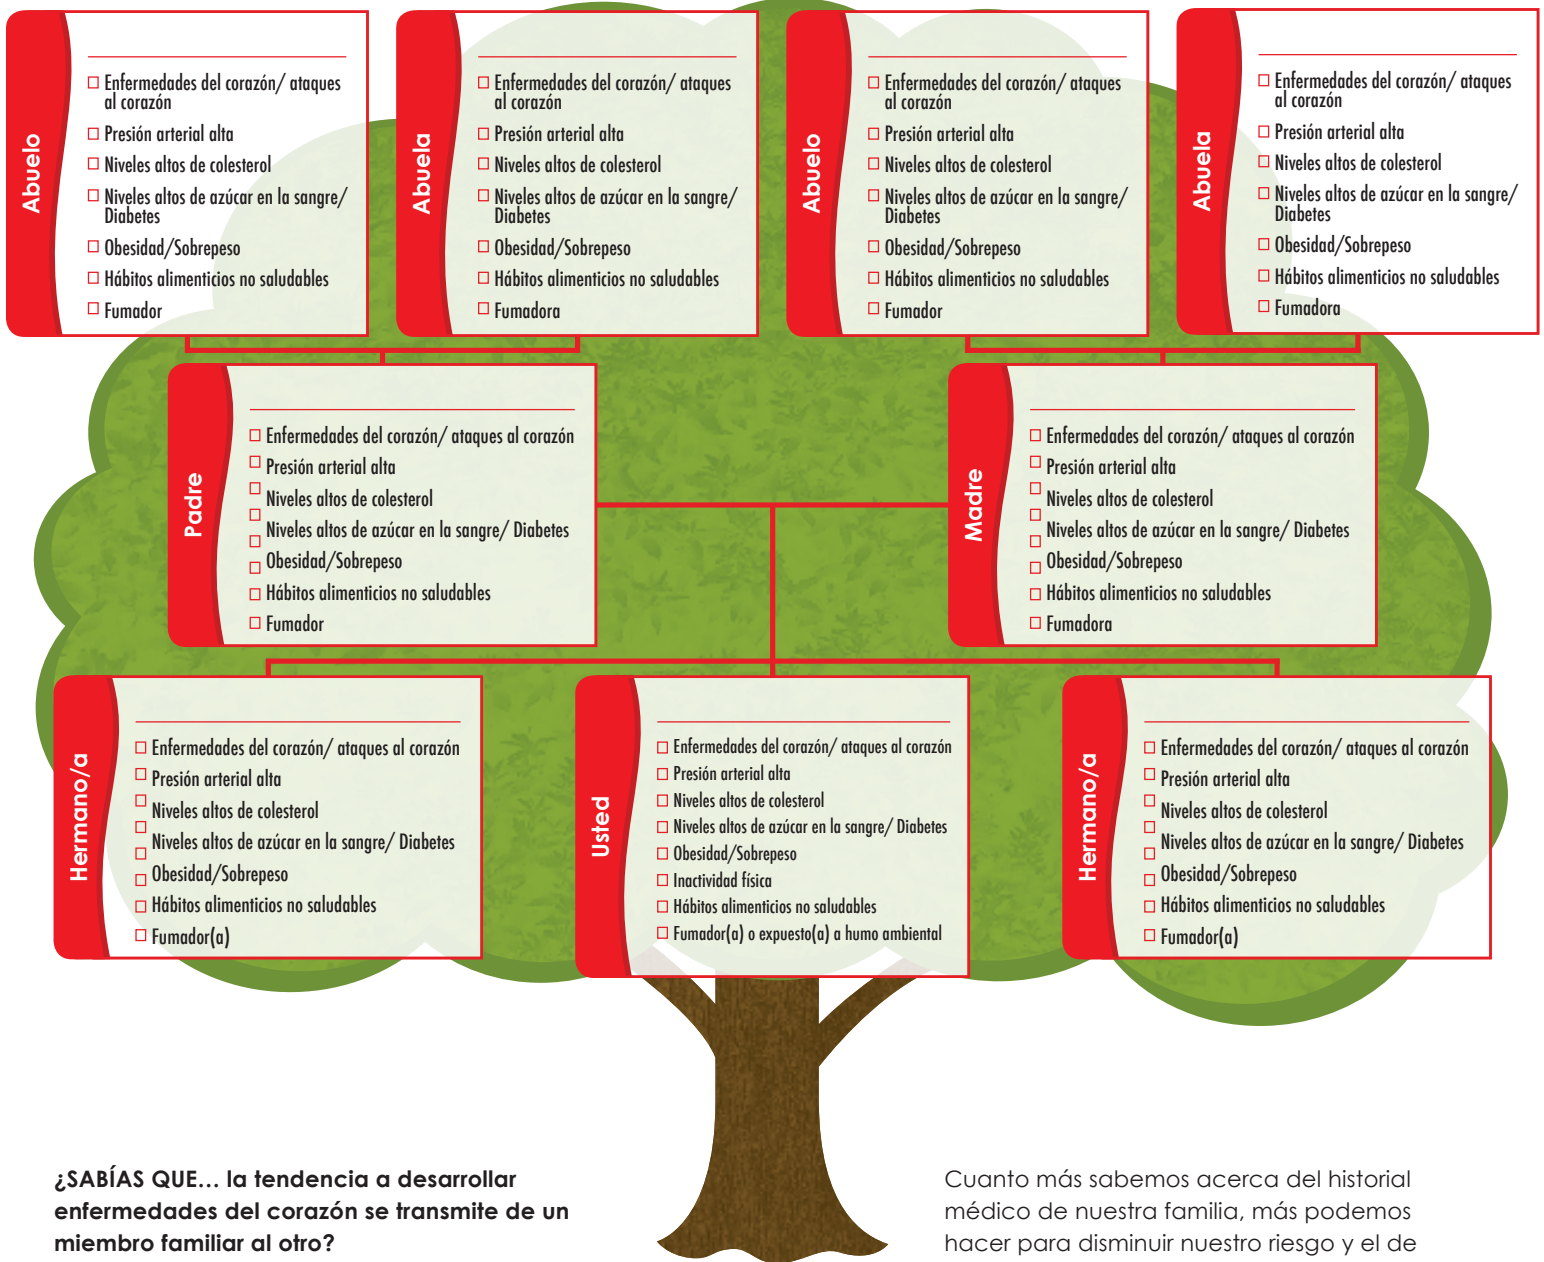 Abuelo
Enfermedades del corazón/ ataques
al corazón
Presión arterial alta
Niveles altos de colesterol
Niveles altos de azúcar en la sangre/
Diabetes
Obesidad/Sobrepeso
Hábitos alimenticios no saludables
Fumador
Abuela
Enfermedades del corazón/ ataques
al corazón
Presión arterial alta
Niveles altos de colesterol
Niveles altos de azúcar en la sangre/
Diabetes
Obesidad/Sobrepeso
Hábitos alimenticios no saludables
Fumadora
Abuelo
Enfermedades del corazón/ ataques
al corazón
Presión arterial alta
Niveles altos de colesterol
Niveles altos de azúcar en la sangre/
Diabetes
Obesidad/Sobrepeso
Hábitos alimenticios no saludables
Fumador
Abuela
Enfermedades del corazón/ ataques
al corazón
Presión arterial alta
Niveles altos de colesterol
Niveles altos de azúcar en la sangre/
Diabetes
Obesidad/Sobrepeso
Hábitos alimenticios no saludables
Fumadora
Padre
Enfermedades del corazón/ ataques al corazón
Presión arterial alta
Niveles altos de colesterol
Niveles altos de azúcar en la sangre/ Diabetes
Obesidad/Sobrepeso
Hábitos alimenticios no saludables
Fumador
Madre
Enfermedades del corazón/ ataques al corazón
Presión arterial alta
Niveles altos de colesterol
Niveles altos de azúcar en la sangre/ Diabetes
Obesidad/Sobrepeso
Hábitos alimenticios no saludables
Fumadora
Hermano/a
Enfermedades del corazón/ ataques al corazón
Presión arterial alta
Niveles altos de colesterol
Niveles altos de azúcar en la sangre/ Diabetes
Obesidad/Sobrepeso
Hábitos alimenticios no saludables
Fumador(a)
Usted
Enfermedades del corazón/ ataques al corazón
Presión arterial alta
Niveles altos de colesterol
Niveles altos de azúcar en la sangre/ Diabetes
Obesidad/Sobrepeso
Inactividad física
Hábitos alimenticios no saludables
Fumador(a) o expuesto(a) a humo ambiental
Hermano/a
Enfermedades del corazón/ ataques al corazón
Presión arterial alta
Niveles altos de colesterol
Niveles altos de azúcar en la sangre/ Diabetes
Obesidad/Sobrepeso
Hábitos alimenticios no saludables
Fumador(a)
¿SABÍAS QUE... la tendencia a desarrollar
enfermedades del corazón se transmite de un
miembro familiar al otro?
Cuanto más sabemos acerca del historial
médico de nuestra familia, más podemos
hacer para disminuir nuestro riesgo y el de